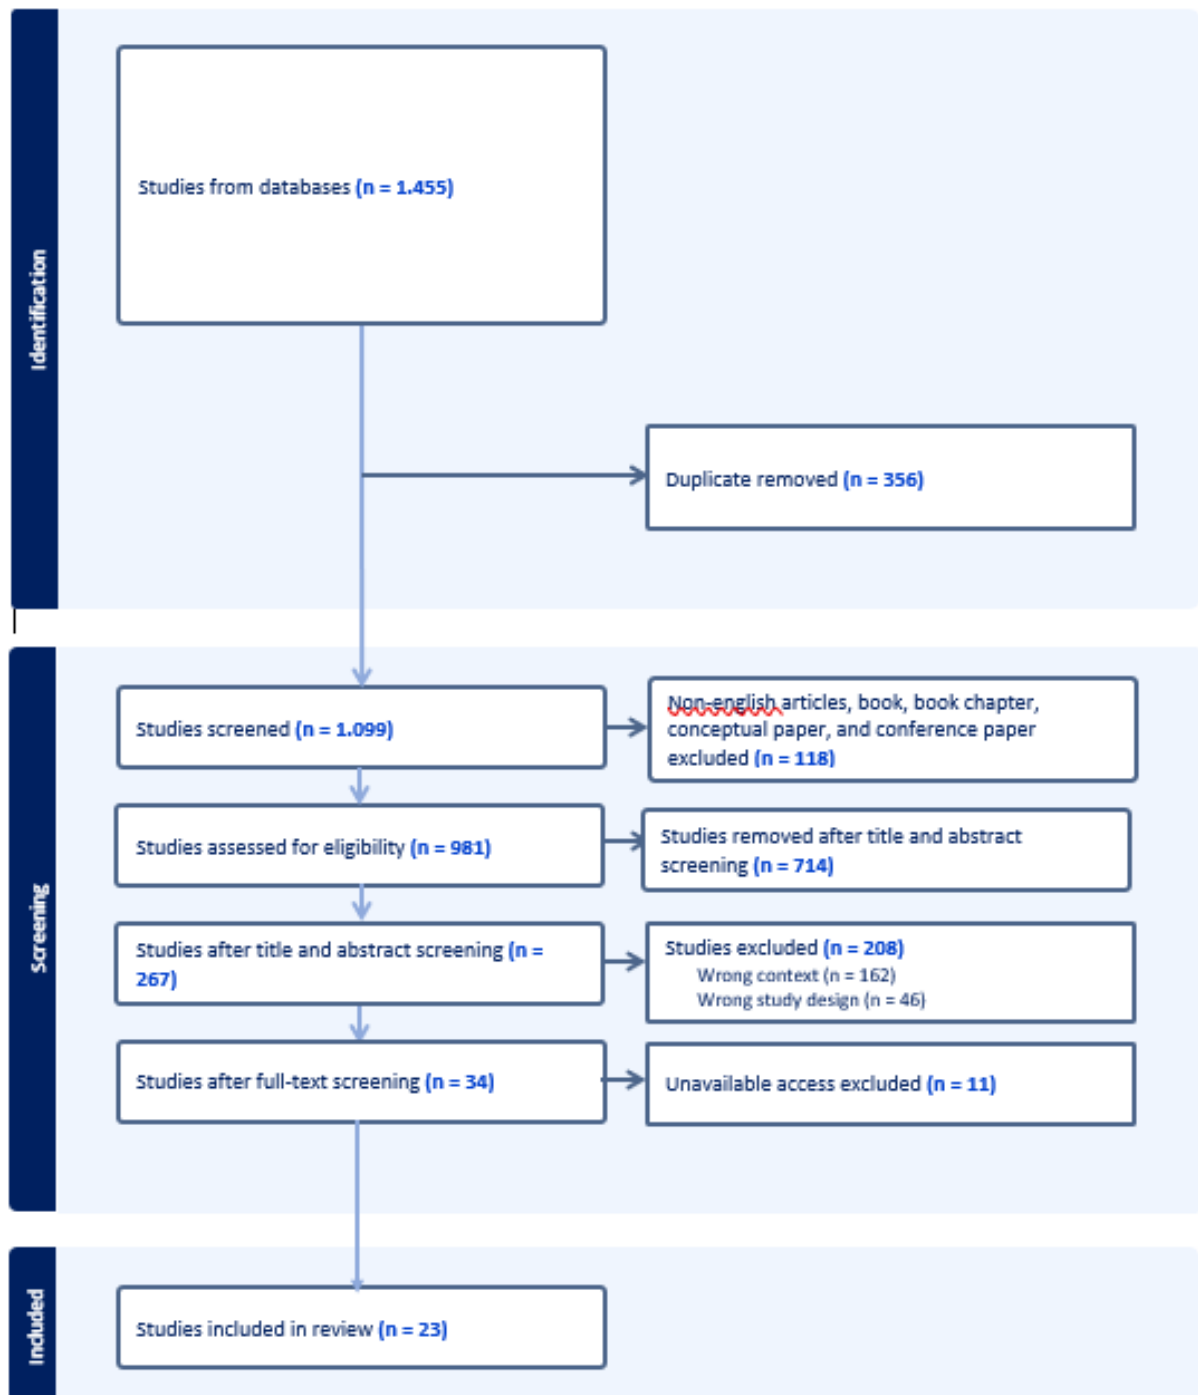 Identification
Studies from databases (n = 1.455)
Duplicate removed (n = 356)
Screening
Studies screened (n = 1.099)
Non-english articles, book, book chapter,
conceptual paper, and conference paper
excluded (n = 118)
Studies assessed for eligibility (n = 981)
Studies removed after title and abstract
screening (n = 714)
Studies after title and abstract screening (n =
267)
Studies excluded (n = 208)
Wrong context (n = 162)
Wrong study design (n = 46)
Studies after full-text screening (n = 34)
Unavailable access excluded (n = 11)
Included
Studies included in review (n = 23)